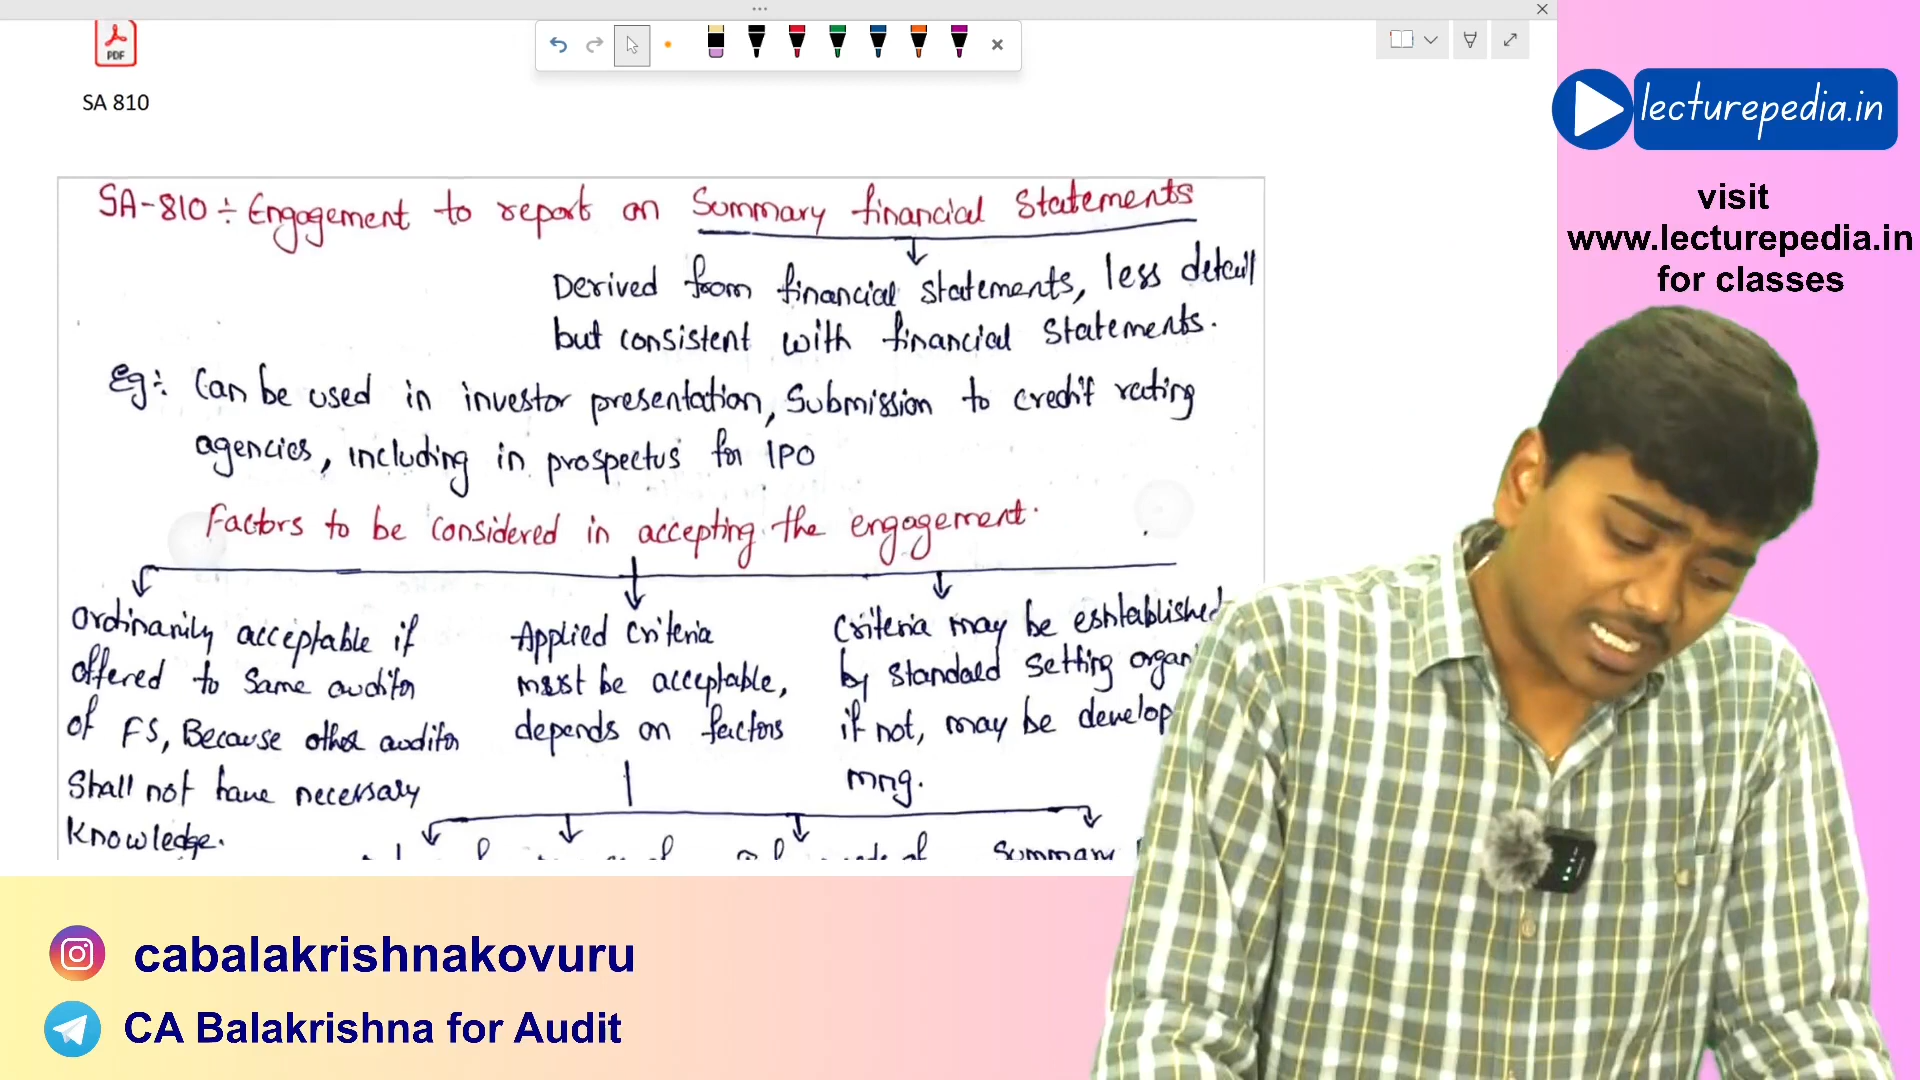 PDF
SA 810
lecturepedia.in
visit
www.lecturepedia.in
for classes
SA-810 ÷ Engagement to report on Summary financial Statements
Derived from financial statements, less detail
but consistent with financial Statements.
Eg:- Can be used in investor presentation, Submission to credit rating
agencies, including in prospectus for IPO
Factors to be considered in accepting the engagement.
Ordinarily acceptable if
offered to Same auditor
of FS, Because other auditor
Shall not have necessary
Knowledge.
Applied Criteria
must be acceptable,
depends on factors
Criteria may be established
by Standard Setting organ
if not, may be develop
mng.
Summary
cabalakrishnakovuru
CA Balakrishna for Audit